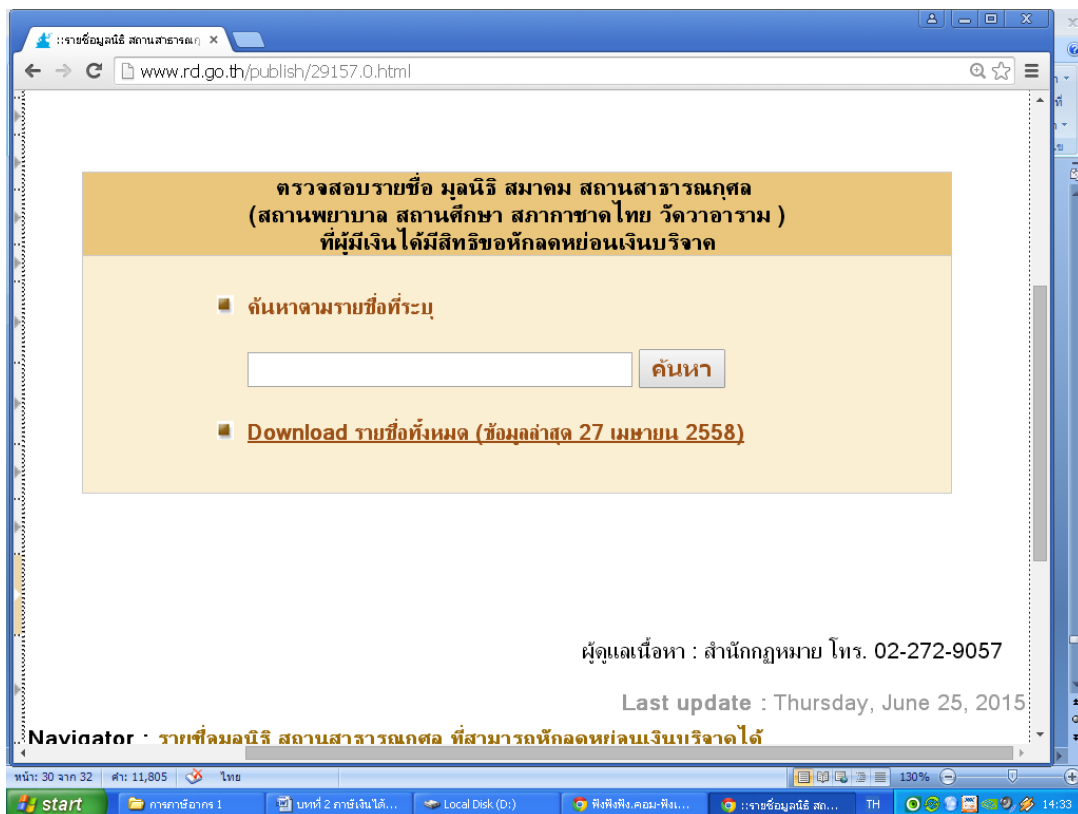 ::รายชื่อมูลนิธิ สถานสาธารณ
www.rd.go.th/publish/29157.0.html
ตรวจสอบรายชื่อ มูลนิธิ สมาคม สถานสาธารณกุศล
(สถานพยาบาล สถานศึกษา สภากาชาดไทย วัดวาอาราม )
ที่ผู้มีเงินได้มีสิทธิขอหักลดหย่อนเงินบริจาค
ค้นหาตามรายชื่อที่ระบุ
ค้นหา
Download รายชื่อทั้งหมด (ข้อมูลล่าสุด 27 เมษายน 2558)
ผู้ดูแลเนื้อหา : สำนักกฎหมาย โทร. 02-272-9057
Last update : Thursday, June 25, 2015
Navigator : รายชื่อมูลนิธิ สถานสาธารณกุศล ที่สามารถหักลดหย่อนเงินบริจาคได้
หน้า: 30 จาก 32 คำ: 11,805 ไทย 130%
start การภาษีอากร 1 บทที่ 2 ภาษีเงินได้... Local Disk (D:) ฟังฟังฟัง.คอม-ฟัง... ::รายชื่อมูลนิธิ สถ... TH 14:33